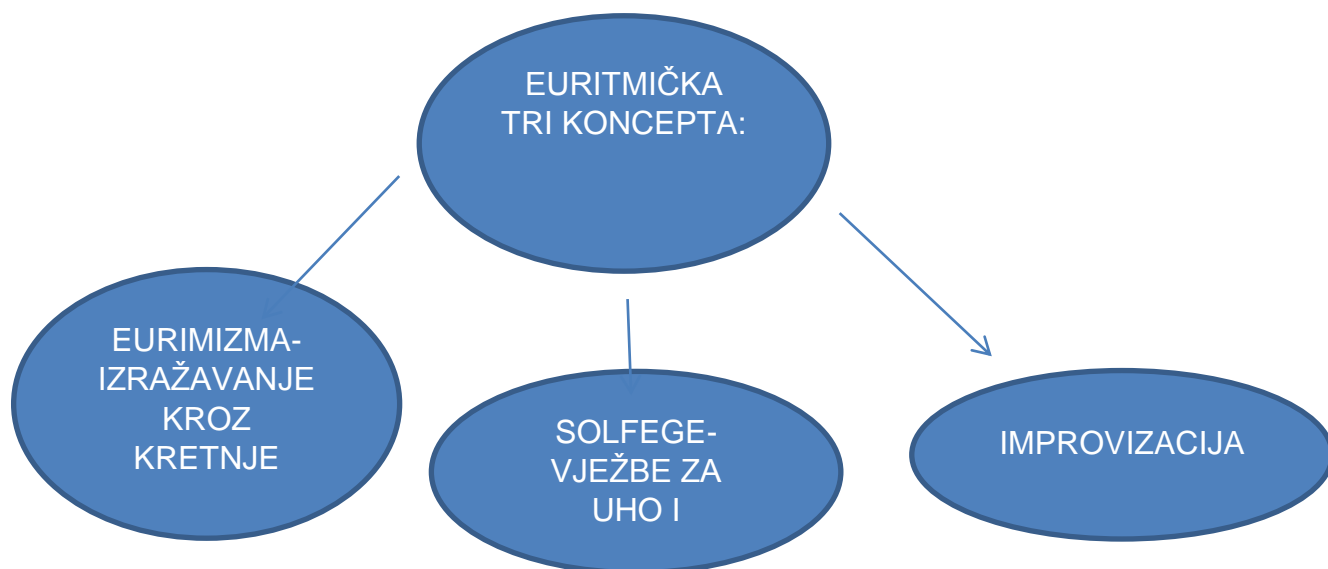 EURITMIČKA
TRI KONCEPTA:
EURIMIZMA-
IZRAŽAVANJE
KROZ
KRETNJE
SOLFEGE-
VJEŽBE ZA
UHO I
IMPROVIZACIJA